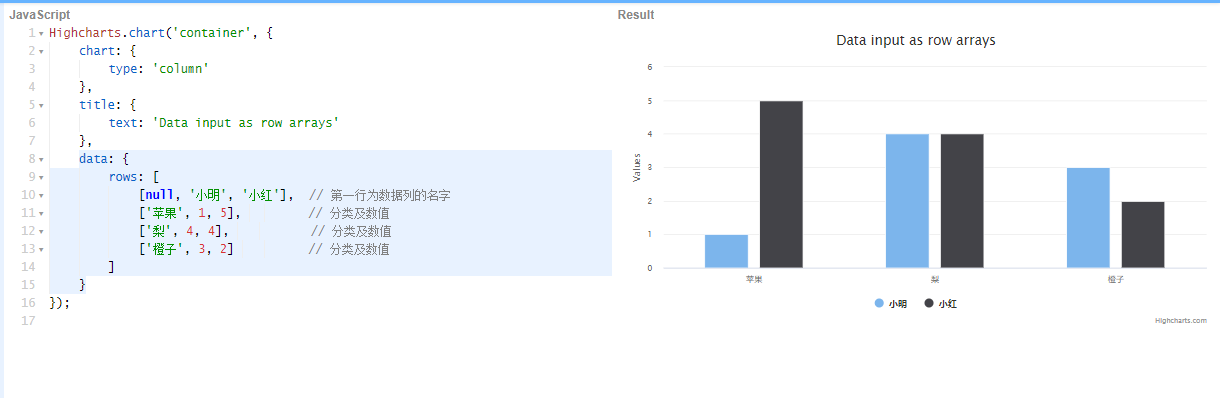 JavaScript
1 Highcharts.chart('container', {
2 chart: {
3 type: 'column'
4 },
5 title: {
6 text: 'Data input as row arrays'
7 },
8 data: {
9 rows: [
10 [null, '小明', '小红'], // 第一行为数据列的名字
11 ['苹果', 1, 5], // 分类及数值
12 ['梨', 4, 4], // 分类及数值
13 ['橙子', 3, 2] // 分类及数值
14 ]
15 }
16 });
17
Result
Data input as row arrays
Values
6
5
4
3
2
1
0
苹果 梨 橙子
小明 小红
Highcharts.com